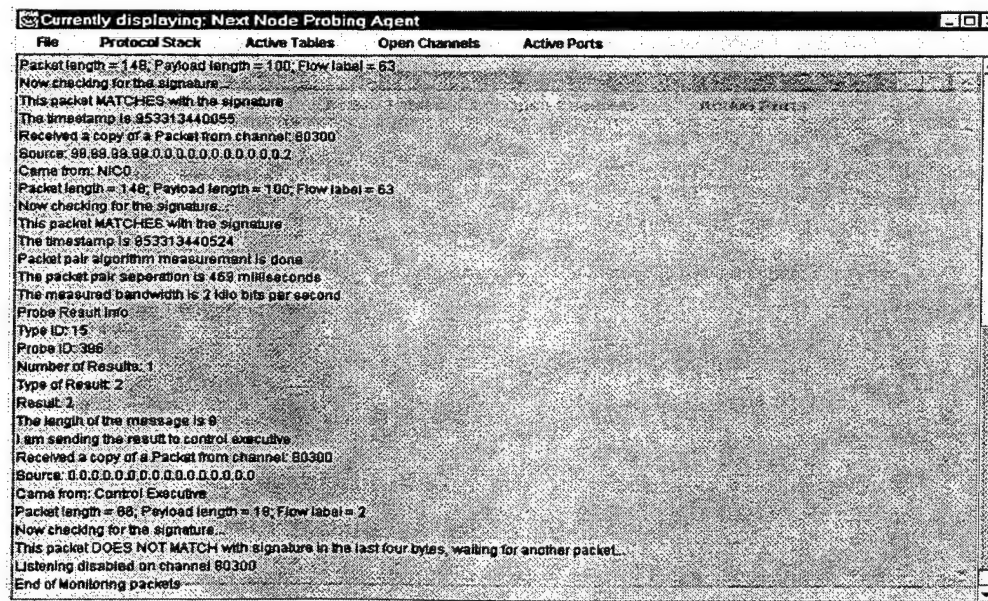 Currently displaying: Next Node Probing Agent
File Protocol Stack Active Tables Open Channels Active Ports
Packet length = 148; Payload length = 100; Flow label = 63
Now checking for the signature...
This packet MATCHES with the signature
The timestamp is 953313440055
Received a copy of a Packet from channel: 60300
Source: 99.99.99.99.0.0.0.0.0.0.0.0.0.0.0.2
Came from: NIC0
Packet length = 148; Payload length = 100; Flow label = 63
Now checking for the signature...
This packet MATCHES with the signature
The timestamp is 953313440524
Packet pair algorithm measurement is done
The packet pair seperation is 469 milliseconds
The measured bandwidth is 2 kilo bits per second
Probe Result Info
Type ID: 15
Probe ID: 396
Number of Results: 1
Type of Result: 2
Result: 2
The length of the message is 9
I am sending the result to control executive
Received a copy of a Packet from channel: 60300
Source: 0.0.0.0.0.0.0.0.0.0.0.0.0.0.0.0
Came from: Control Executive
Packet length = 66; Payload length = 18; Flow label = 2
Now checking for the signature...
This packet DOES NOT MATCH with signature in the last four bytes, waiting for another packet...
Listening disabled on channel 60300
End of Monitoring packets